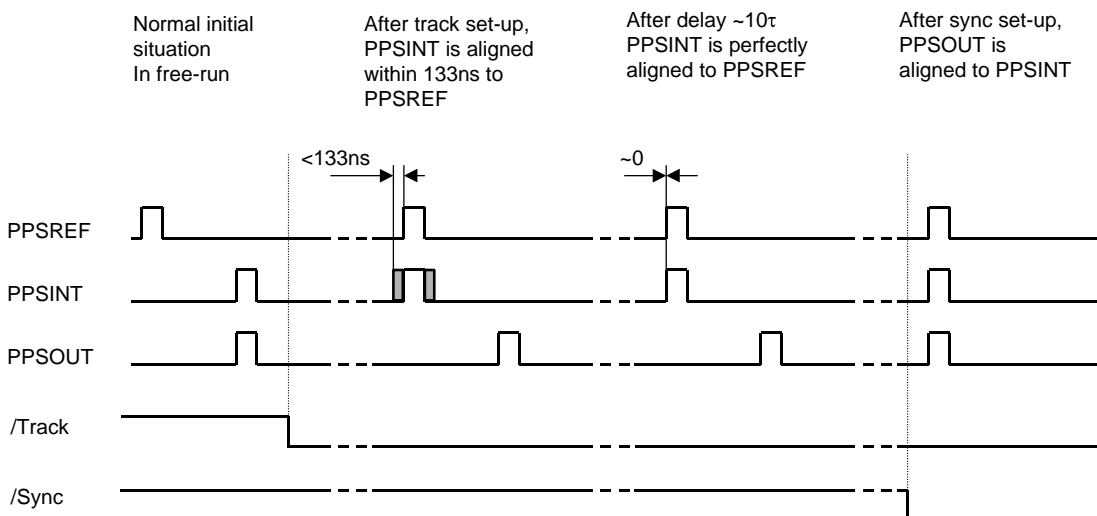 Normal initial
situation
In free-run
After track set-up,
PPSINT is aligned
within 133ns to
PPSREF
After delay ~10τ
PPSINT is perfectly
aligned to PPSREF
After sync set-up,
PPSOUT is
aligned to PPSINT
<133ns
~0
PPSREF
PPSINT
PPSOUT
/Track
/Sync